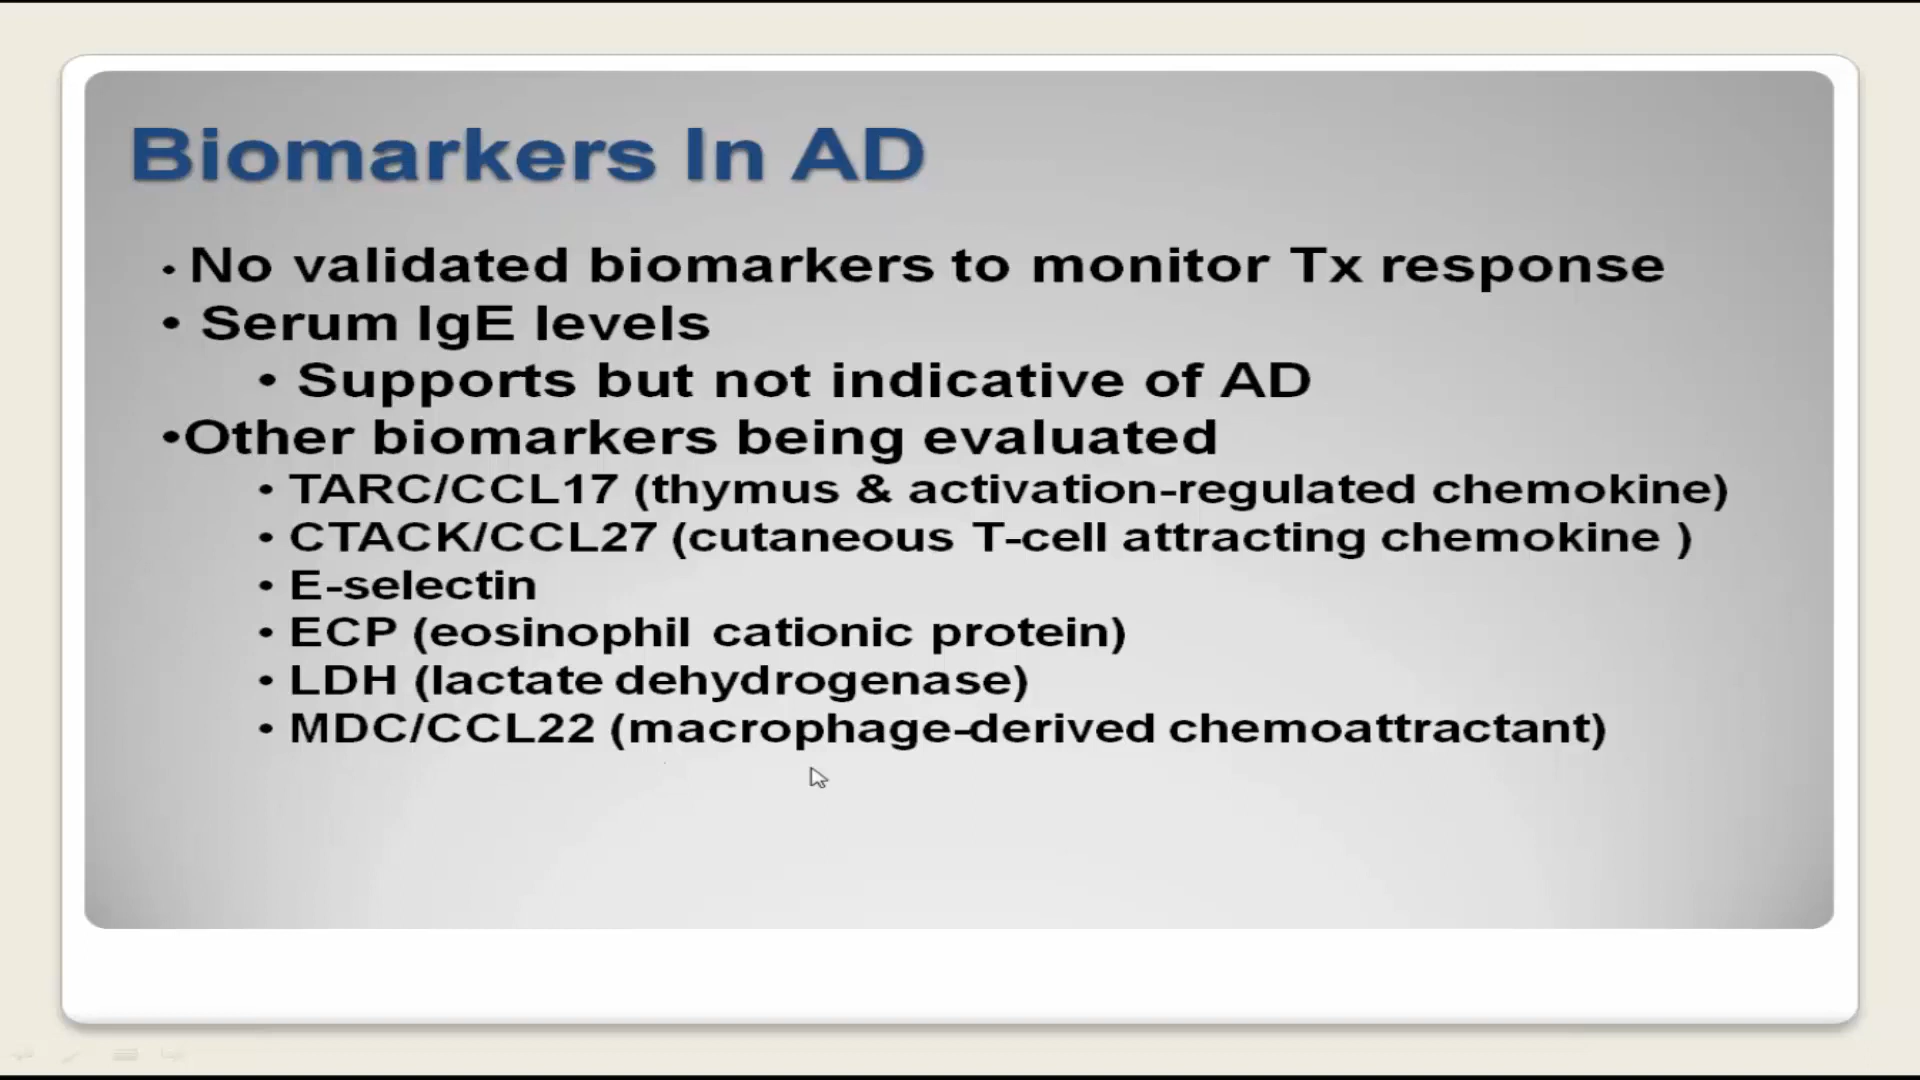 Biomarkers In AD
• No validated biomarkers to monitor Tx response
• Serum IgE levels
• Supports but not indicative of AD
•Other biomarkers being evaluated
• TARC/CCL17 (thymus & activation-regulated chemokine)
• CTACK/CCL27 (cutaneous T-cell attracting chemokine )
• E-selectin
• ECP (eosinophil cationic protein)
• LDH (lactate dehydrogenase)
• MDC/CCL22 (macrophage-derived chemoattractant)